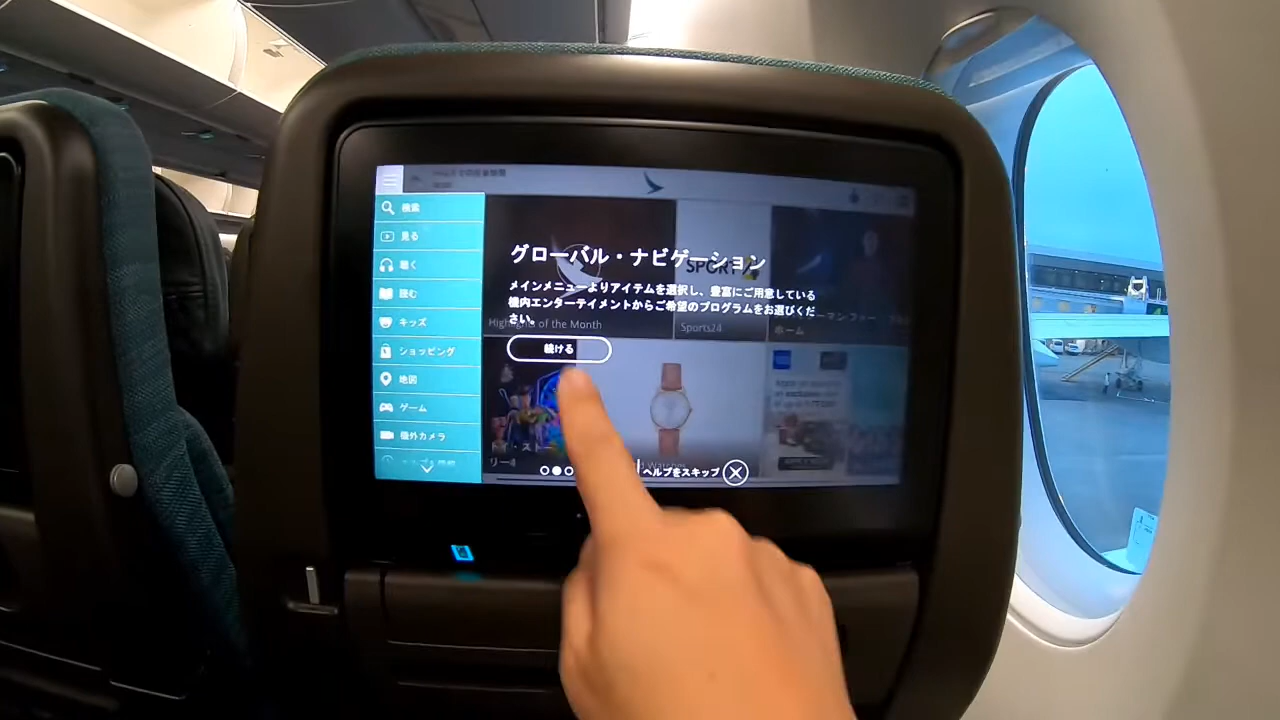 検索
見る
聴く
読む
キッズ
ショッピング
地図
ゲーム
機外カメラ
グローバル・ナビゲーション
SPORT
メインメニューよりアイテムを選択し、豊富にご用意している
機内エンターテイメントからご希望のプログラムをお選びくだ
さい。
Highlights of the Month
Sports24
ホーム
続ける
リー4
Watches
ヘルプをスキップ